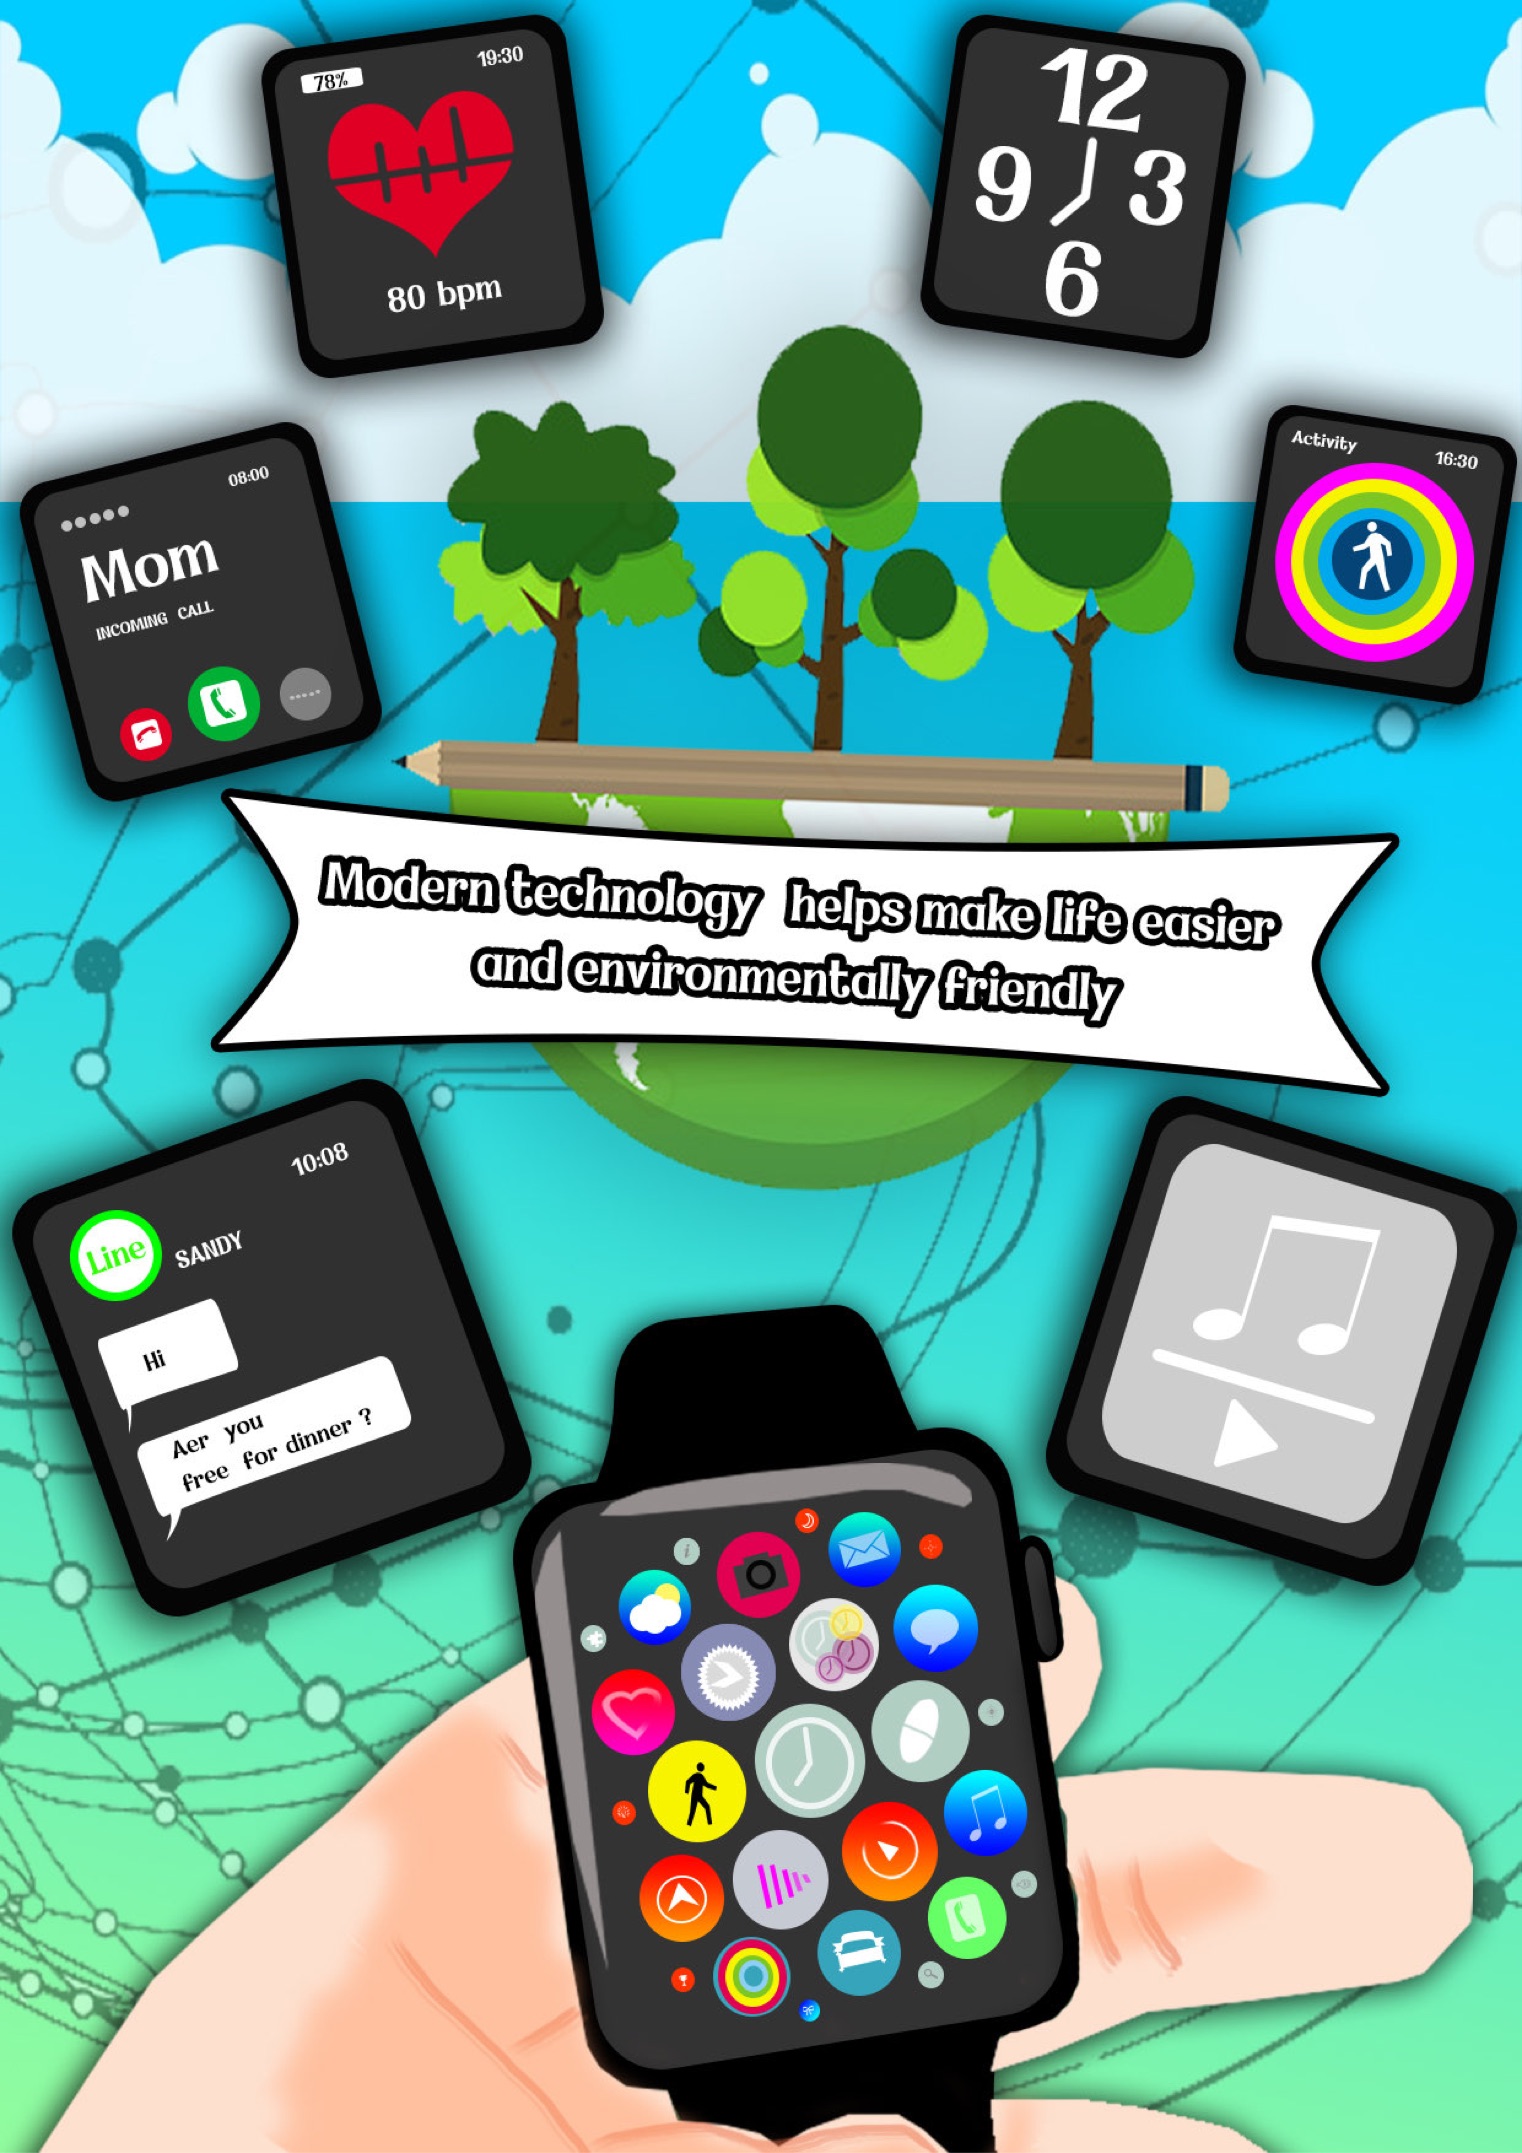 78%
19:30
80 bpm
12
9
3
6
08:00
Mom
INCOMING CALL
Activity
16:30
Modern technology helps make life easier
and environmentally friendly
10:08
Line
SANDY
Hi
Aer you
free for dinner ?